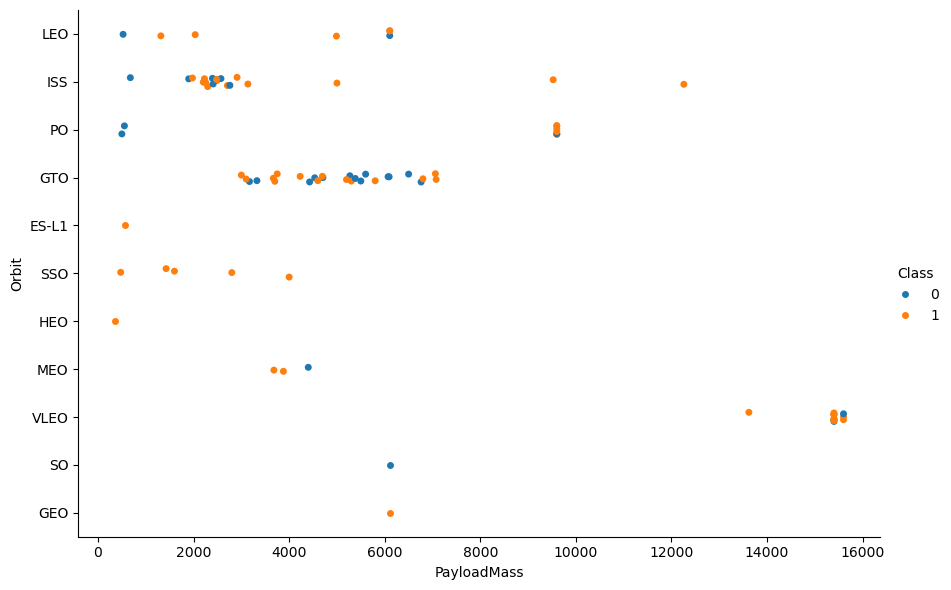 LEO
ISS
PO
GTO
ES-L1
SSO
HEO
MEO
VLEO
SO
GEO
Orbit
0 2000 4000 6000 8000 10000 12000 14000 16000
PayloadMass
Class
0
1